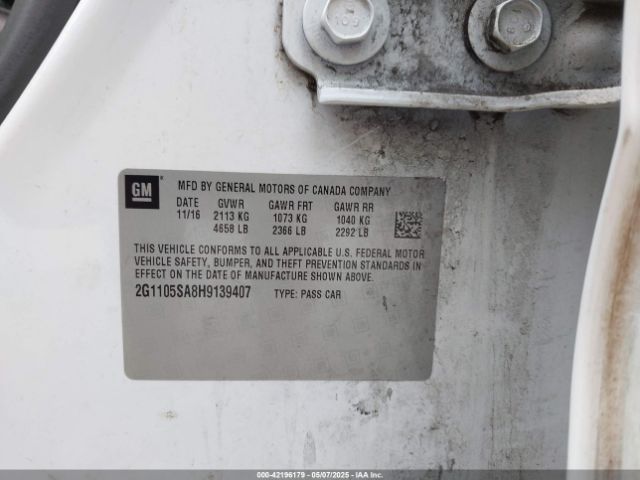 GM
MFD BY GENERAL MOTORS OF CANADA COMPANY
DATE GVWR GAWR FRT GAWR RR
11/16 2113 KG 1073 KG 1040 KG
4658 LB 2366 LB 2292 LB
THIS VEHICLE CONFORMS TO ALL APPLICABLE U.S. FEDERAL MOTOR
VEHICLE SAFETY, BUMPER, AND THEFT PREVENTION STANDARDS IN
EFFECT ON THE DATE OF MANUFACTURE SHOWN ABOVE.
2G1105SA8H9139407 TYPE: PASS CAR
000-42196179 | 05/07/2025 - IAA